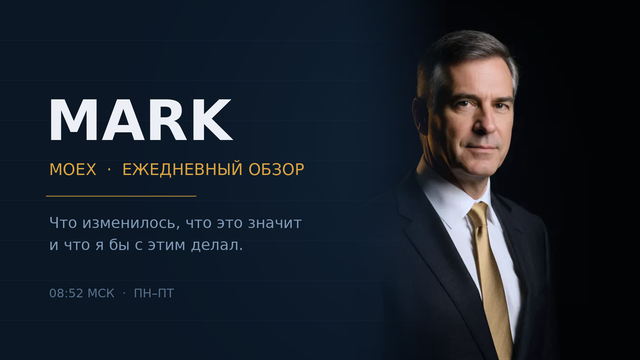 MARK
MOEX · ЕЖЕДНЕВНЫЙ ОБЗОР
Что изменилось, что это значит
и что я бы с этим делал.
08:52 МСК · ПН–ПТ